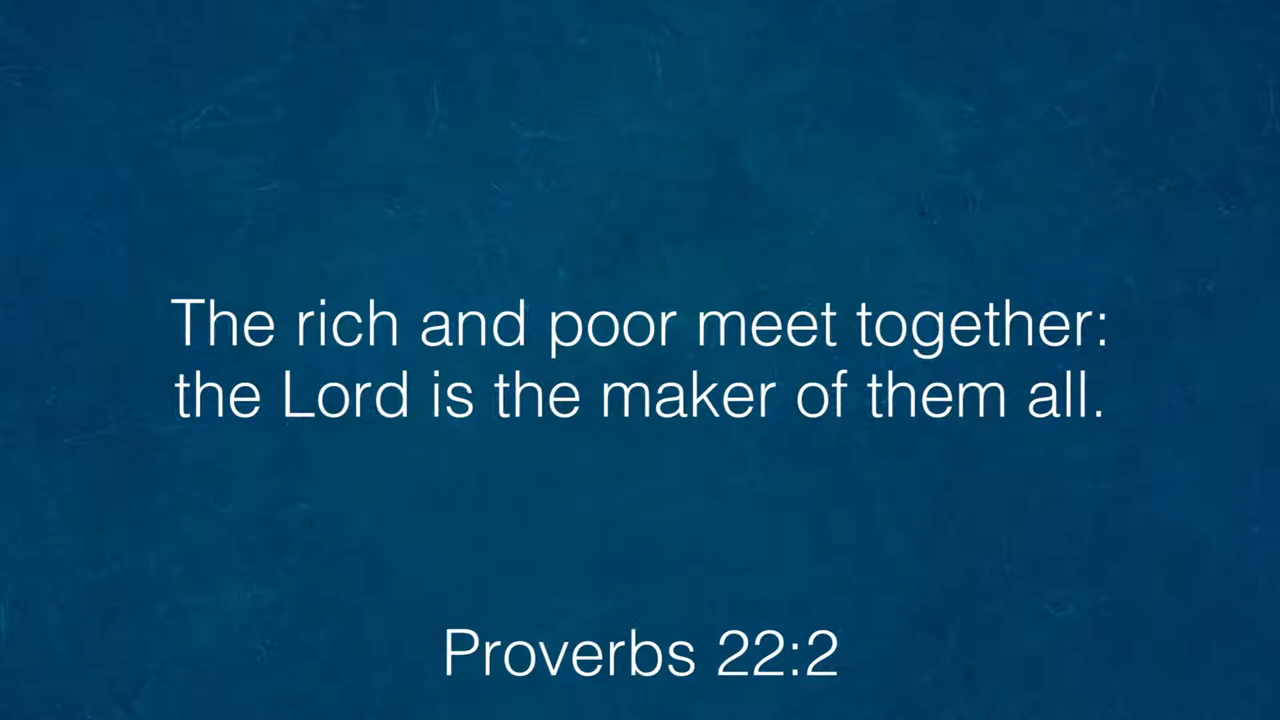 The rich and poor meet together:
the Lord is the maker of them all.
Proverbs 22:2